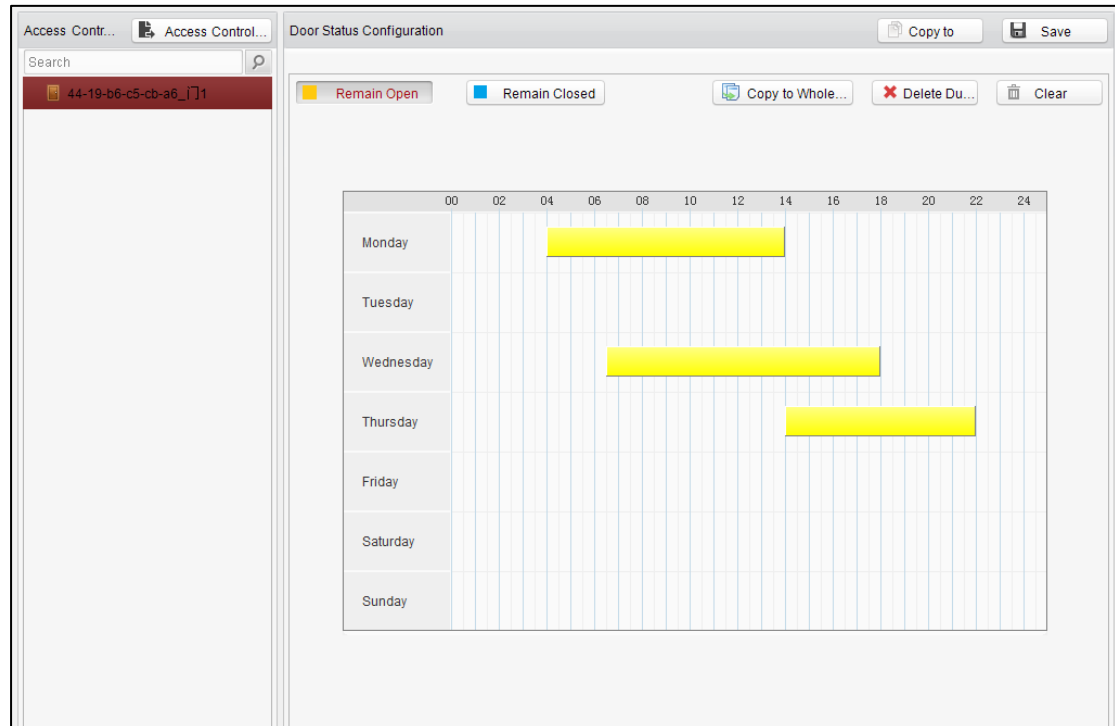 Access Contr... Access Control... Door Status Configuration Copy to Save
Search
44-19-b6-c5-cb-a6_门1
Remain Open Remain Closed Copy to Whole... Delete Du... Clear
00 02 04 06 08 10 12 14 16 18 20 22 24
Monday
Tuesday
Wednesday
Thursday
Friday
Saturday
Sunday